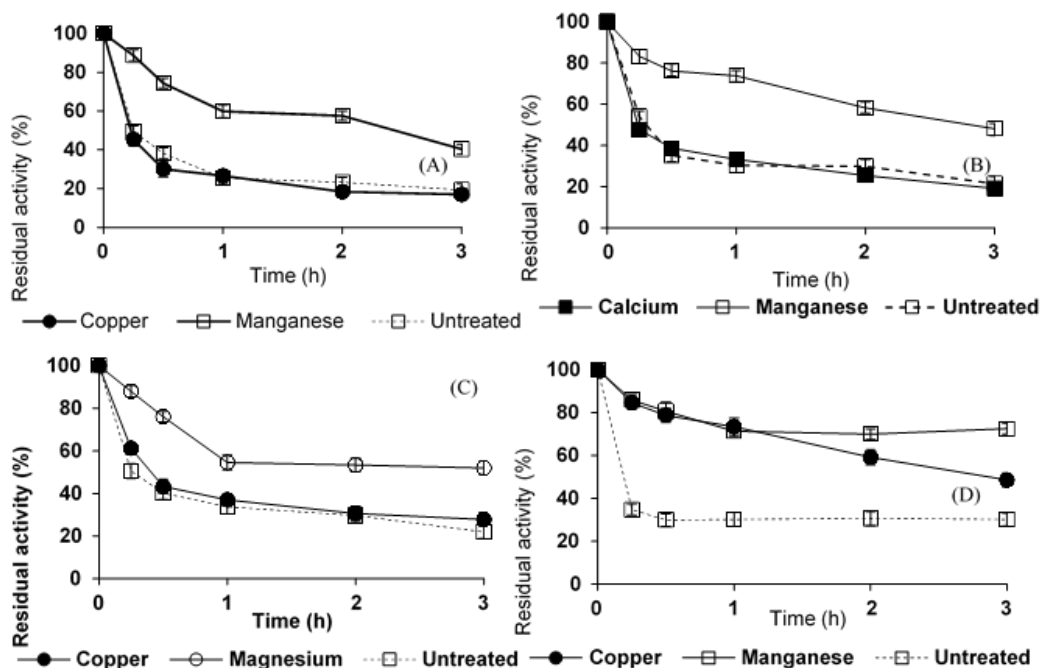 100
80
60
40
20
0
Residual activity (%)
(A)
0 1 2 3
Time (h)
Copper Manganese Untreated
100
80
60
40
20
0
Residual activity (%)
(B)
0 1 2 3
Time (h)
Calcium Manganese Untreated
100
80
60
40
20
0
Residual activity (%)
(C)
0 1 2 3
Time (h)
Copper Magnesium Untreated
100
80
60
40
20
0
Residual activity (%)
(D)
0 1 2 3
Time (h)
Copper Manganese Untreated